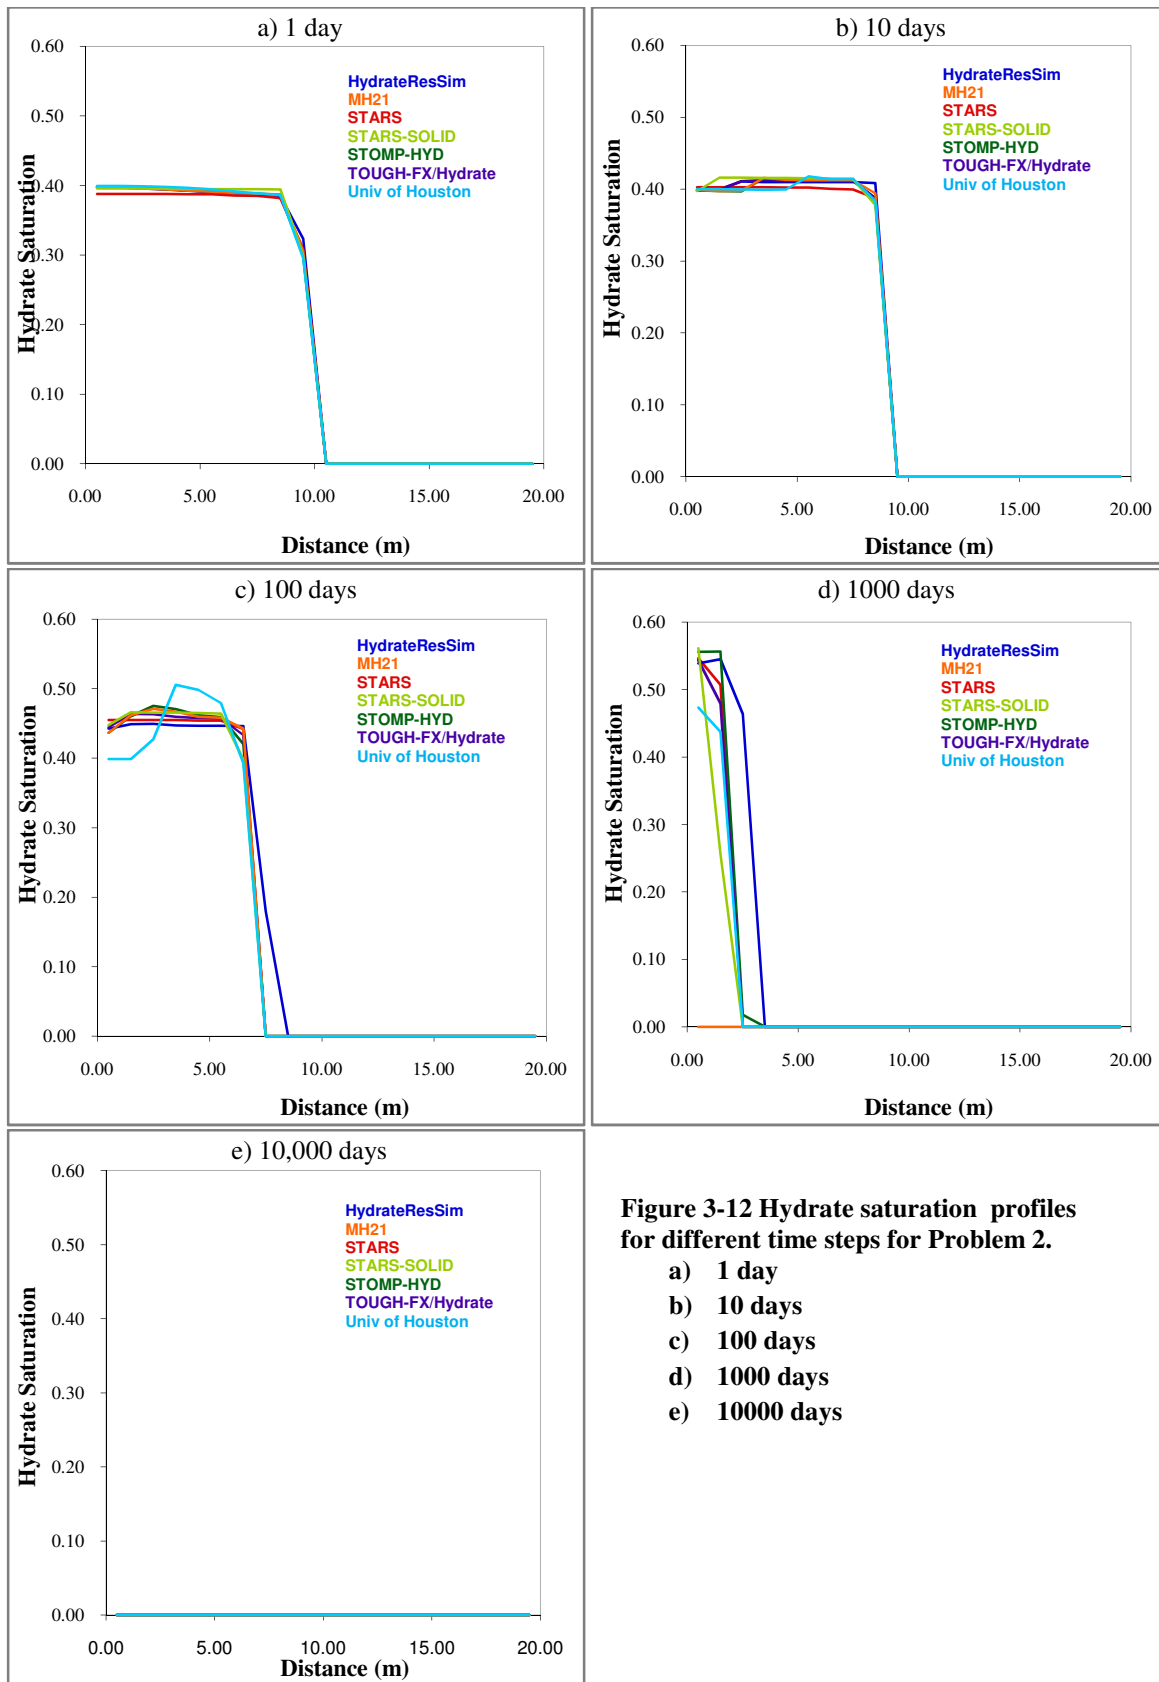 a) 1 day
0.60
0.50
0.40
0.30
0.20
0.10
0.00
Hydrate Saturation
HydrateResSim
MH21
STARS
STARS-SOLID
STOMP-HYD
TOUGH-FX/Hydrate
Univ of Houston
0.00 5.00 10.00 15.00 20.00
Distance (m)
b) 10 days
0.60
0.50
0.40
0.30
0.20
0.10
0.00
Hydrate Saturation
HydrateResSim
MH21
STARS
STARS-SOLID
STOMP-HYD
TOUGH-FX/Hydrate
Univ of Houston
0.00 5.00 10.00 15.00 20.00
Distance (m)
c) 100 days
0.60
0.50
0.40
0.30
0.20
0.10
0.00
Hydrate Saturation
HydrateResSim
MH21
STARS
STARS-SOLID
STOMP-HYD
TOUGH-FX/Hydrate
Univ of Houston
0.00 5.00 10.00 15.00 20.00
Distance (m)
d) 1000 days
0.60
0.50
0.40
0.30
0.20
0.10
0.00
Hydrate Saturation
HydrateResSim
MH21
STARS
STARS-SOLID
STOMP-HYD
TOUGH-FX/Hydrate
Univ of Houston
0.00 5.00 10.00 15.00 20.00
Distance (m)
e) 10,000 days
0.60
0.50
0.40
0.30
0.20
0.10
0.00
Hydrate Saturation
HydrateResSim
MH21
STARS
STARS-SOLID
STOMP-HYD
TOUGH-FX/Hydrate
Univ of Houston
0.00 5.00 10.00 15.00 20.00
Distance (m)
Figure 3-12 Hydrate saturation profiles
for different time steps for Problem 2.
a) 1 day
b) 10 days
c) 100 days
d) 1000 days
e) 10000 days